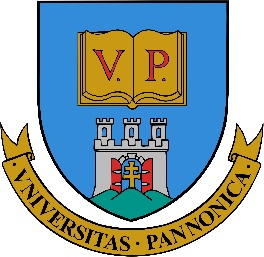 V. P.
· VNIVERSITAS · PANNONICA ·